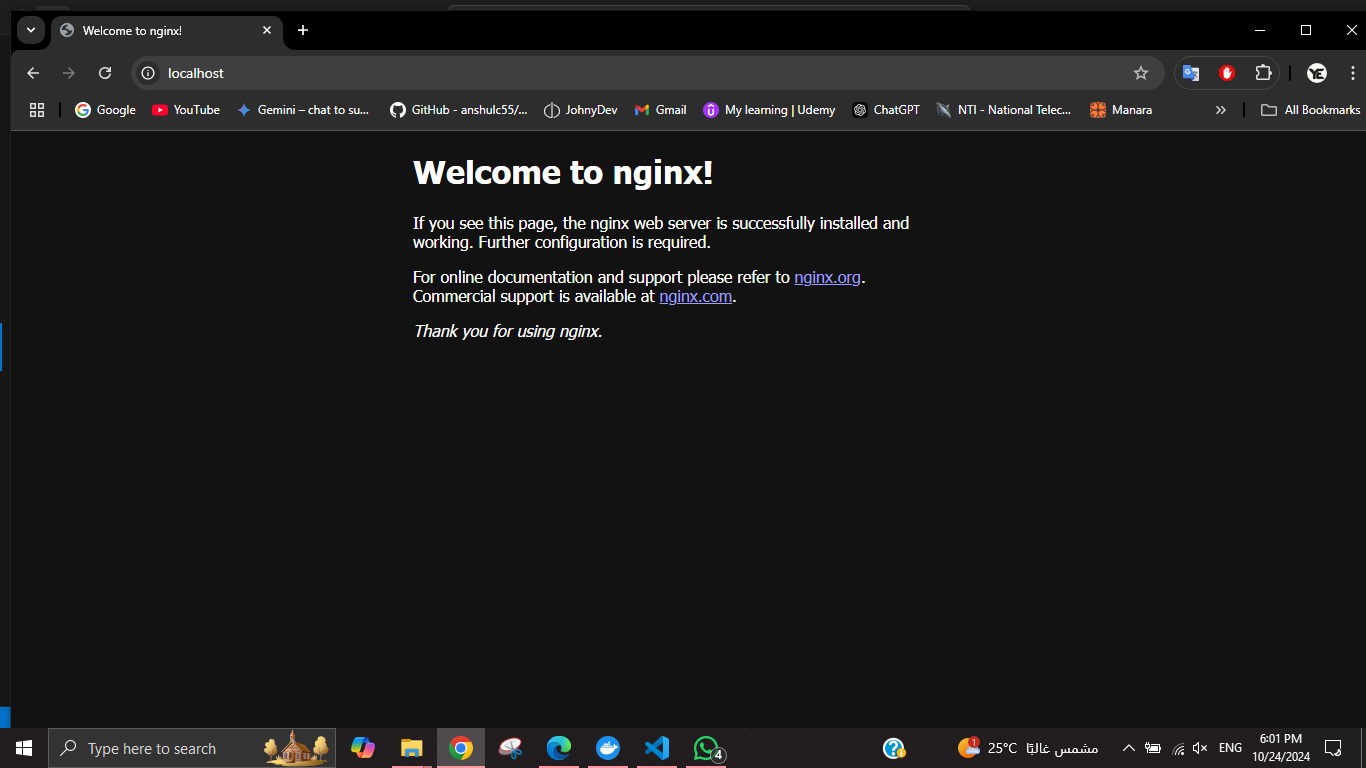 Welcome to nginx!
localhost
Google
YouTube
Gemini – chat to su...
GitHub - anshulc55/...
JohnyDev
Gmail
My learning | Udemy
ChatGPT
NTI - National Telec...
Manara
All Bookmarks
YE
Welcome to nginx!
If you see this page, the nginx web server is successfully installed and
working. Further configuration is required.
For online documentation and support please refer to nginx.org.
Commercial support is available at nginx.com.
Thank you for using nginx.
Type here to search
4
1
25°C مشمس غالبًا
ENG
6:01 PM
10/24/2024